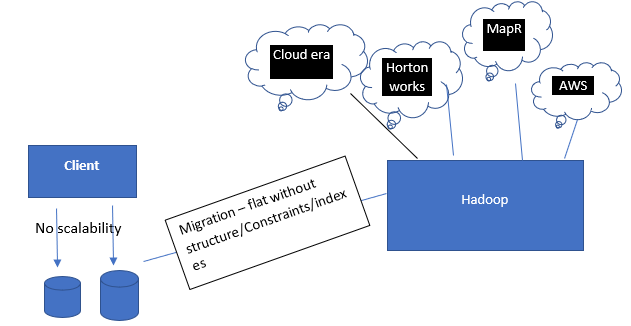 Cloud era
Horton
works
MapR
AWS
Client
No scalability
Migration – flat without
structure/Constraints/index
es
Hadoop